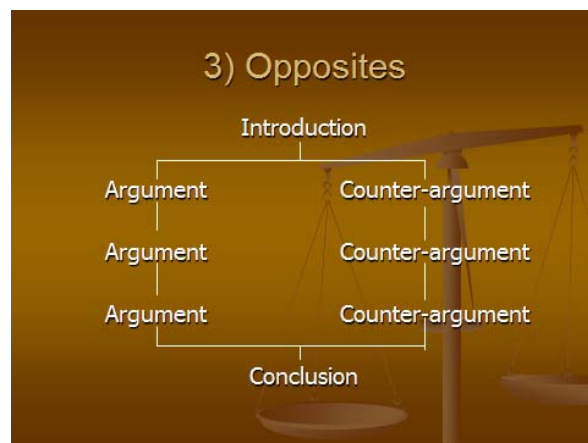 3) Opposites
Introduction
Argument Counter-argument
Argument Counter-argument
Argument Counter-argument
Conclusion